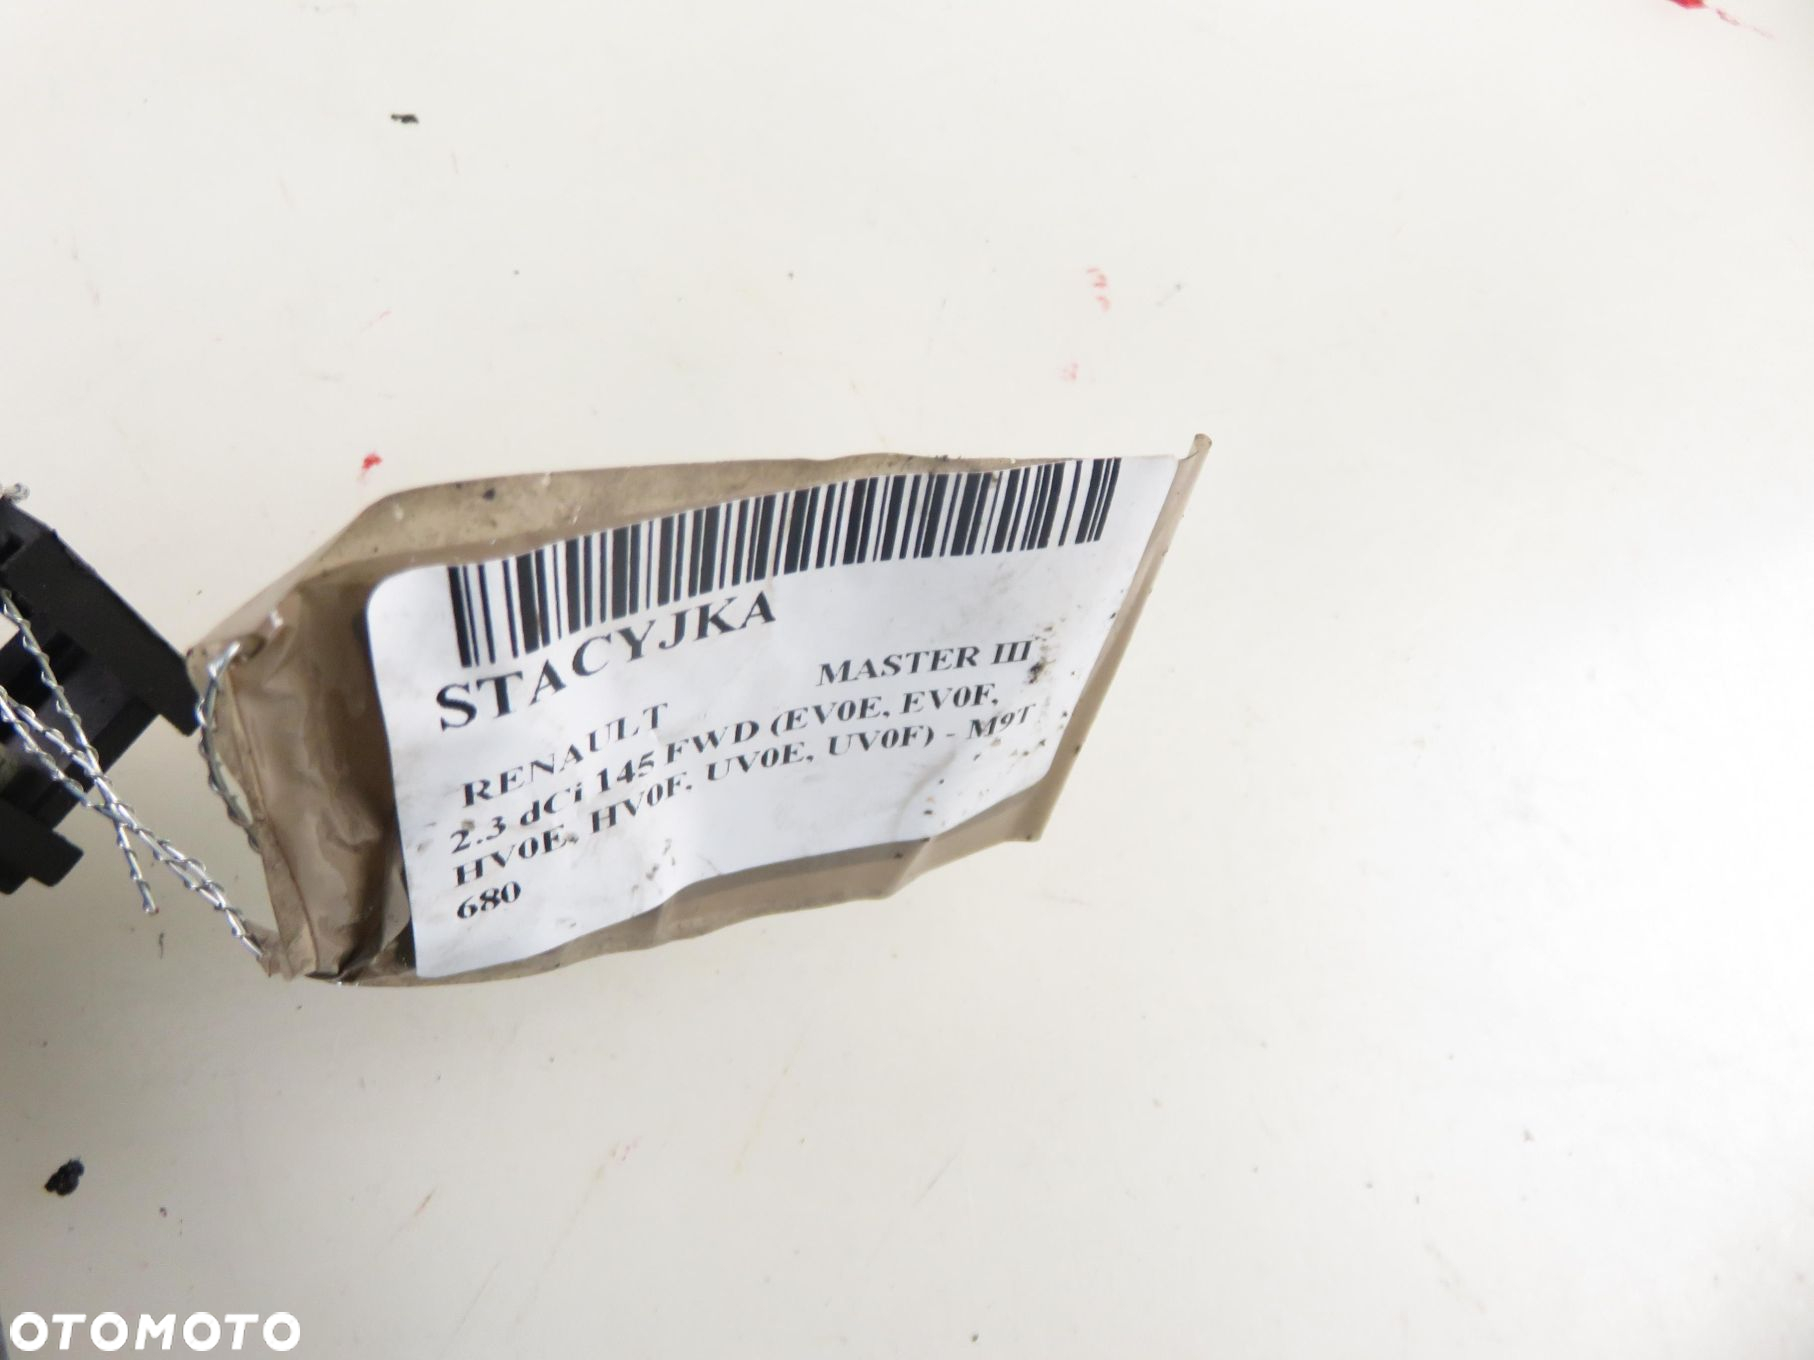 STACYJKA
RENAULT MASTER III
2.3 dCi 145 FWD (EV0E, EV0F,
HV0E, HV0F, UV0E, UV0F) - M9T
680
OTOMOTO